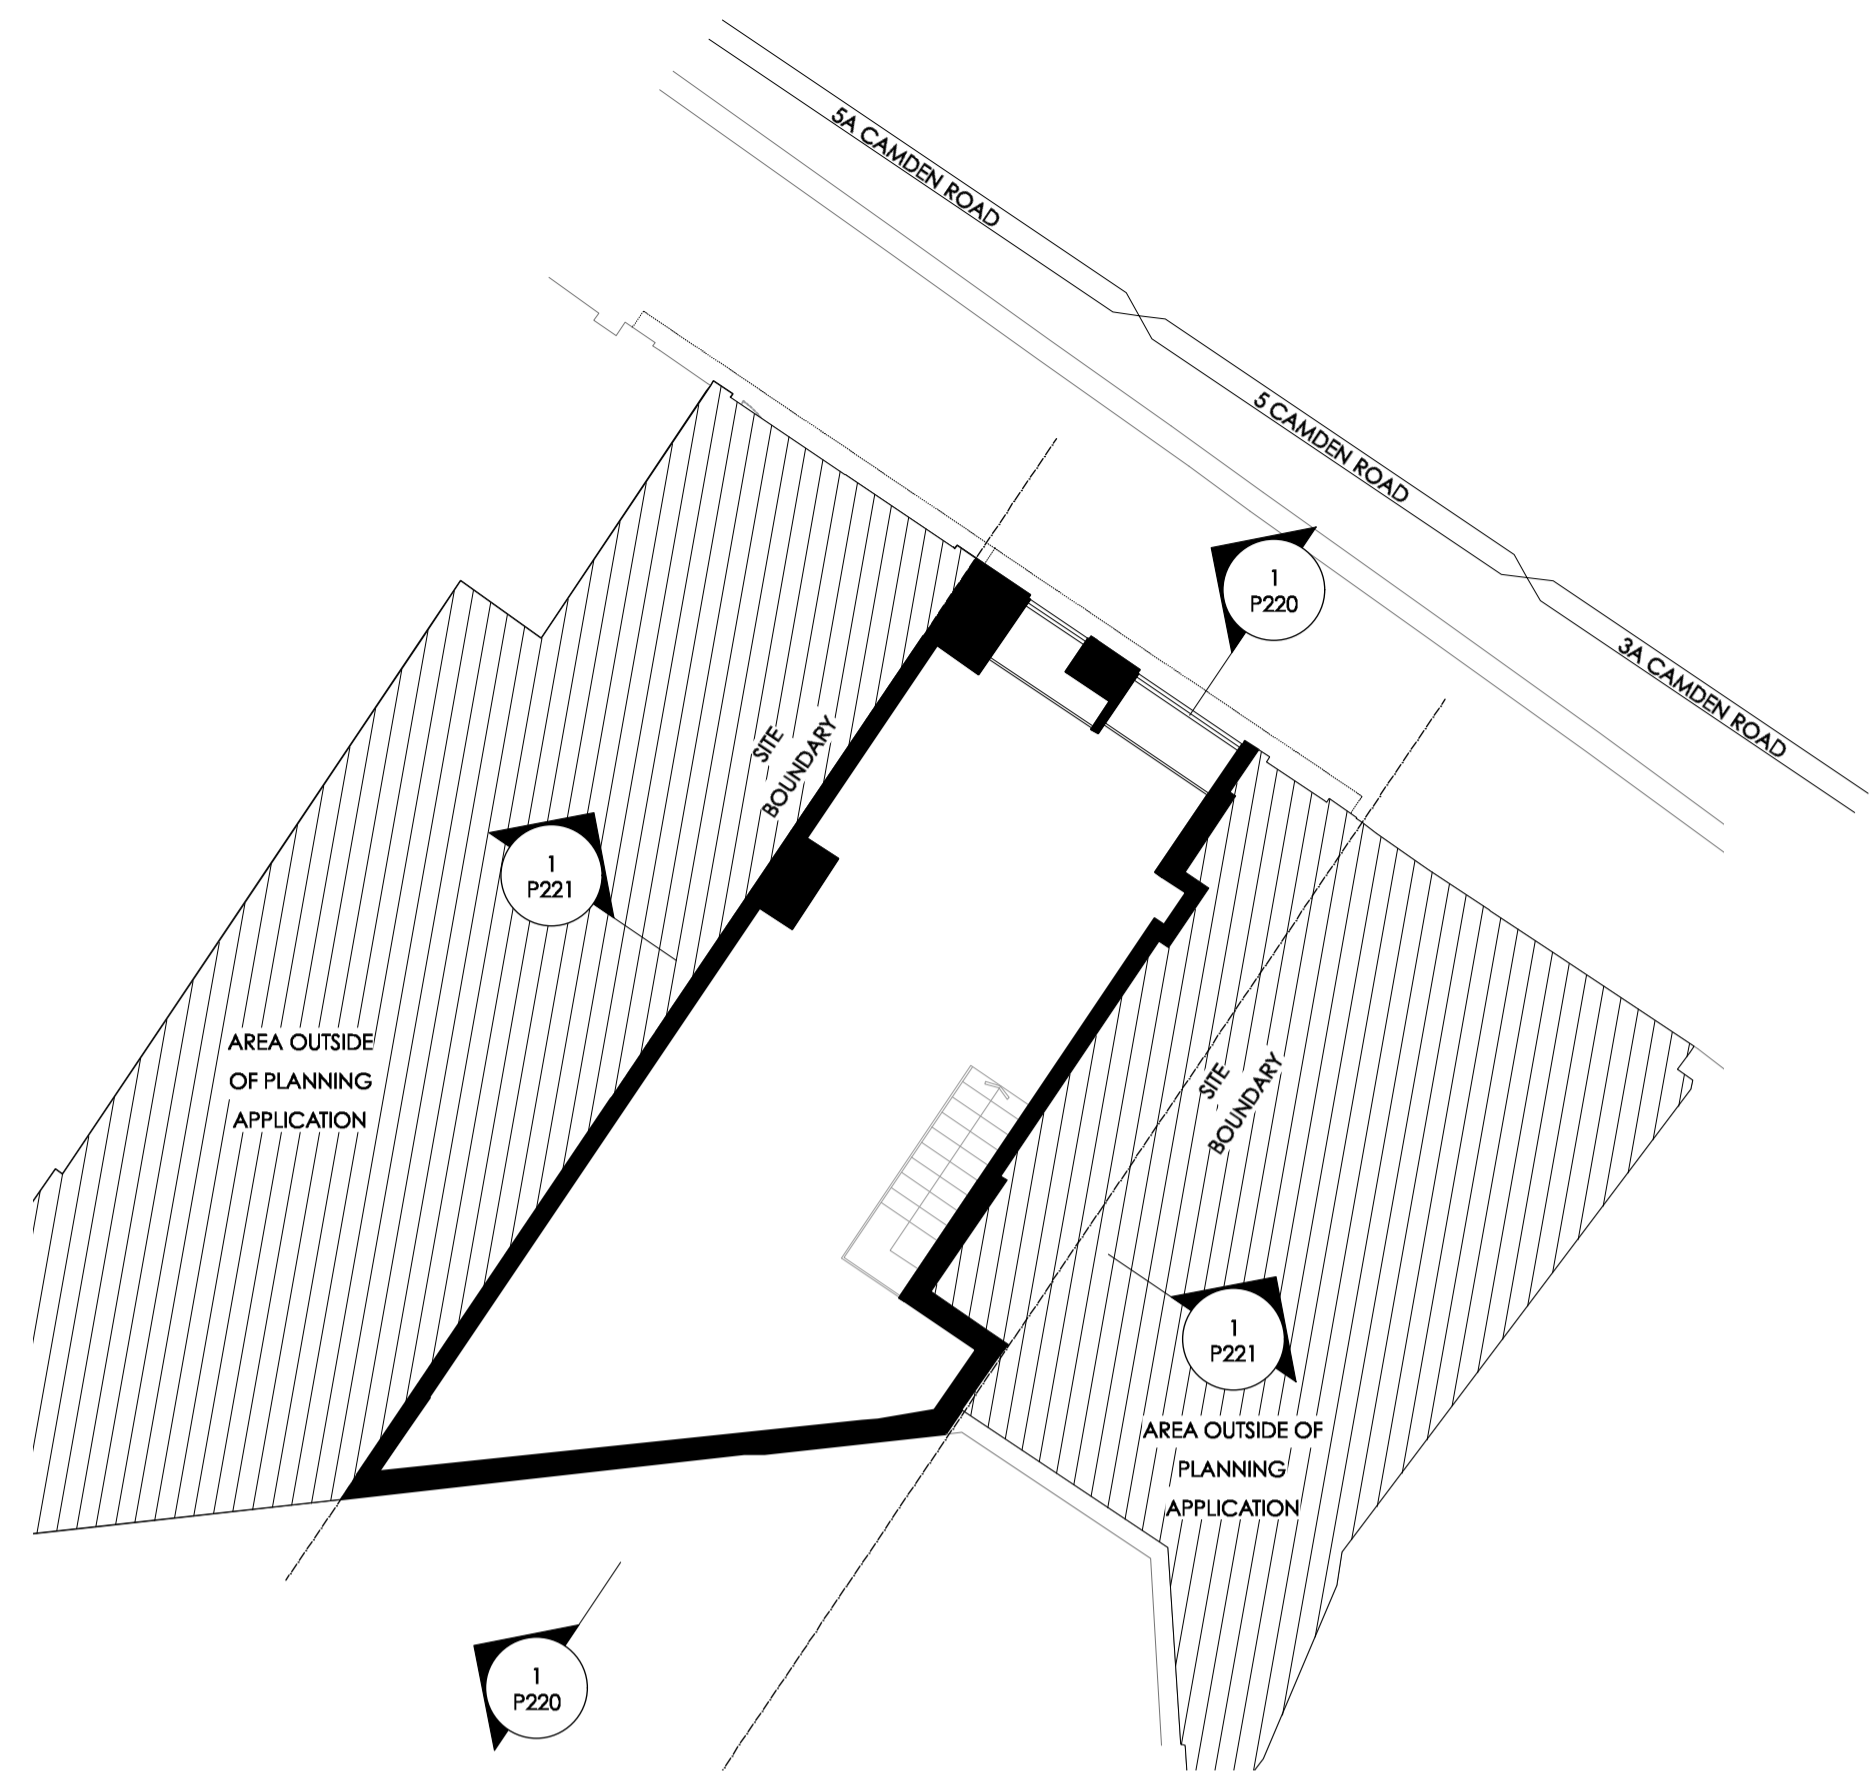 5A CAMDEN ROAD
5 CAMDEN ROAD
3A CAMDEN ROAD
1
P220
SITE
BOUNDARY
1
P221
AREA OUTSIDE
OF PLANNING
APPLICATION
SITE
BOUNDARY
1
P221
AREA OUTSIDE OF
PLANNING
APPLICATION
1
P220